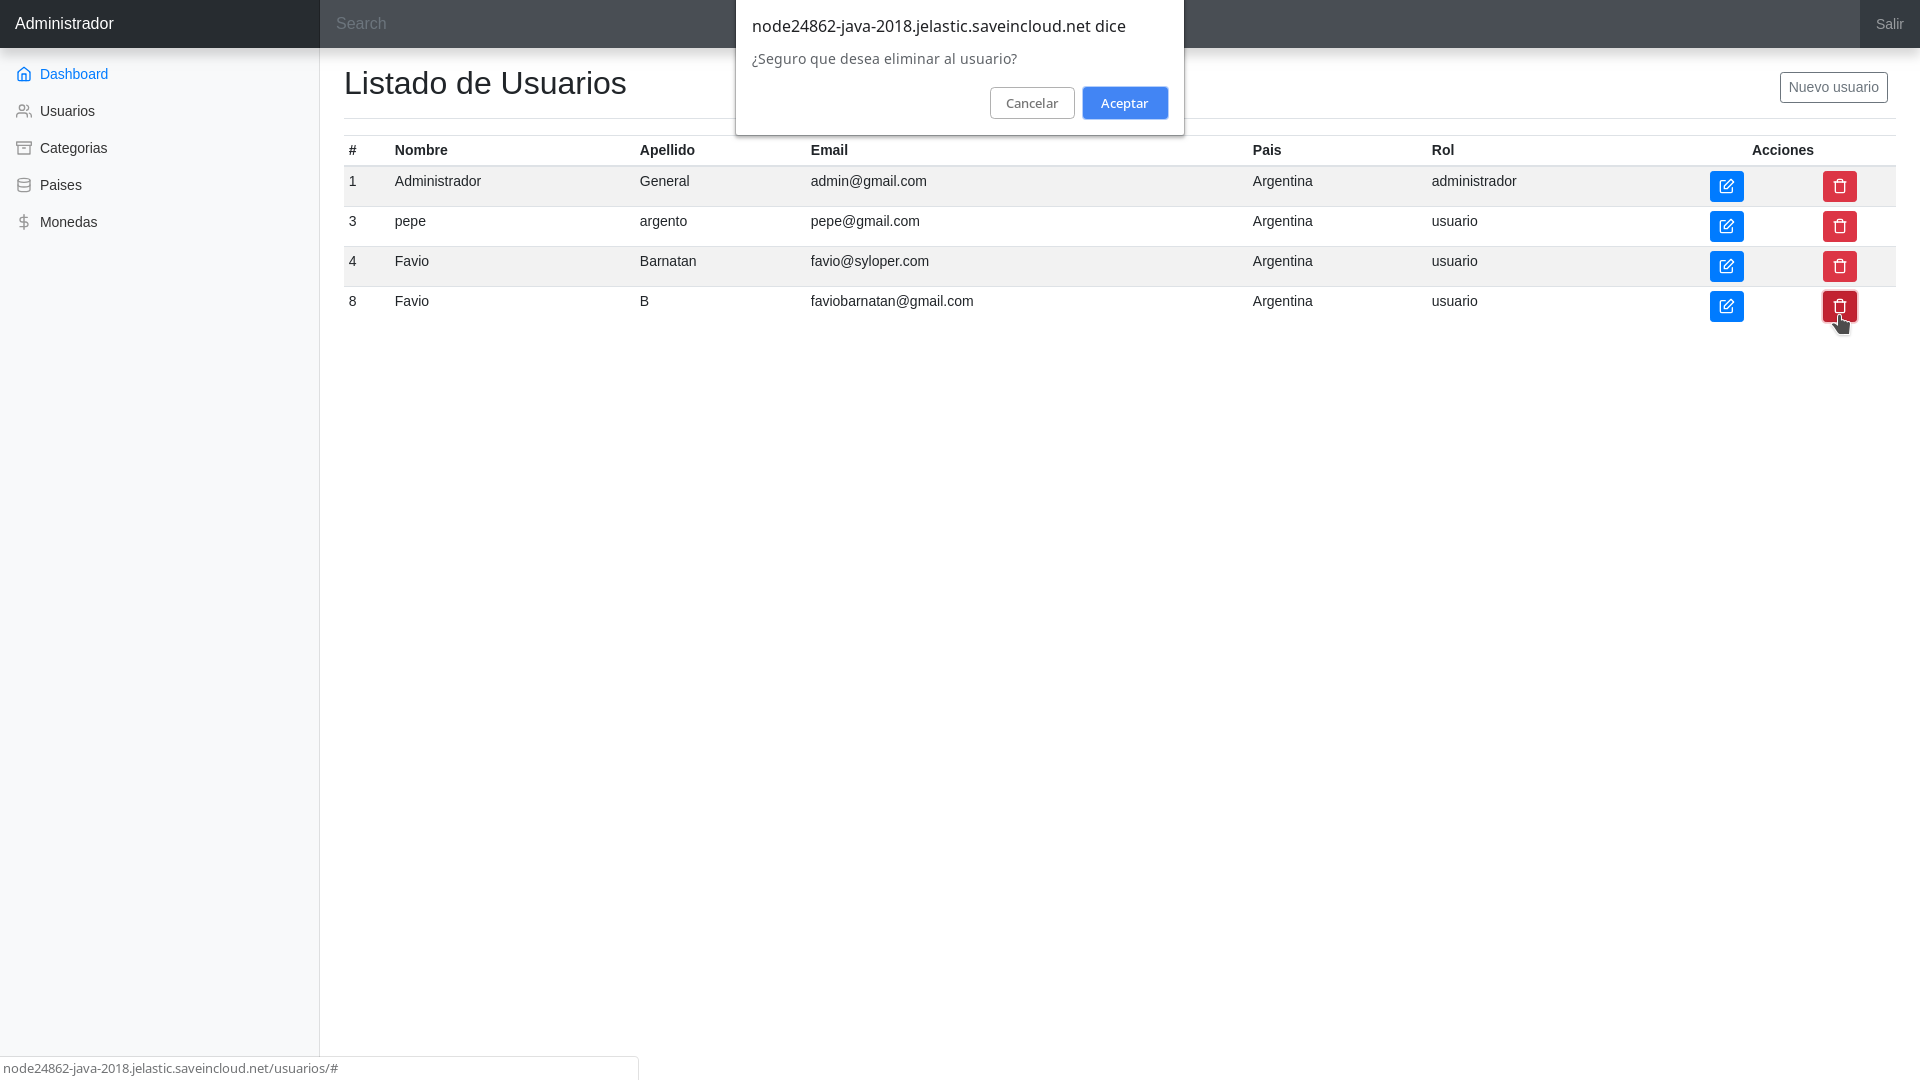 Administrador
Search
Salir
node24862-java-2018.jelastic.saveincloud.net dice
¿Seguro que desea eliminar al usuario?
Cancelar
Aceptar
Dashboard
Usuarios
Categorias
Paises
Monedas
Listado de Usuarios
Nuevo usuario
# Nombre Apellido Email Pais Rol Acciones
1 Administrador General admin@gmail.com Argentina administrador
3 pepe argento pepe@gmail.com Argentina usuario
4 Favio Barnatan favio@syloper.com Argentina usuario
8 Favio B faviobarnatan@gmail.com Argentina usuario
node24862-java-2018.jelastic.saveincloud.net/usuarios/#